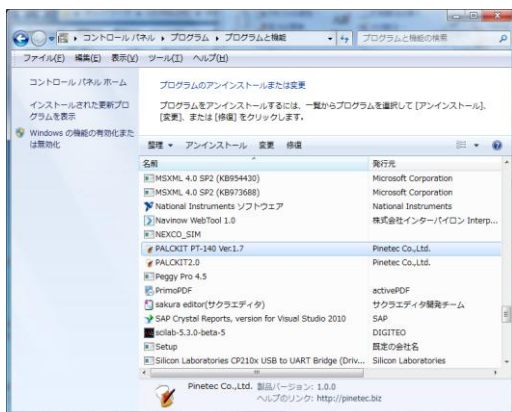 コントロール パネル ▸ プログラム ▸ プログラムと機能
プログラムと機能の検索
ファイル(F) 編集(E) 表示(V) ツール(T) ヘルプ(H)
コントロール パネル ホーム
インストールされた更新プログラムを表示
Windows の機能の有効化または無効化
プログラムのアンインストールまたは変更
プログラムをアンインストールするには、一覧からプログラムを選択して [アンインストール]、
[変更]、または [修復] をクリックします。
整理 ▼ アンインストール 変更 修復
名前 発行元
MSXML 4.0 SP2 (KB954430) Microsoft Corporation
MSXML 4.0 SP2 (KB973688) Microsoft Corporation
National Instruments ソフトウェア National Instruments
Navinow WebTool 1.0 株式会社インターパイロン Interp...
NEXCO_SIM
PALCKIT PT-140 Ver.1.7 Pinetec Co.,Ltd.
PALCKIT2.0 Pinetec Co.,Ltd.
Peggy Pro 4.5
PrimoPDF activePDF
sakura editor(サクラエディタ) サクラエディタ開発チーム
SAP Crystal Reports, version for Visual Studio 2010 SAP
scilab-5.3.0-beta-5 DIGITEO
Setup 既定の会社名
Silicon Laboratories CP210x USB to UART Bridge (Driv... Silicon Laboratories
Pinetec Co.,Ltd. 製品バージョン: 1.0.0
ヘルプのリンク: http://pinetec.biz